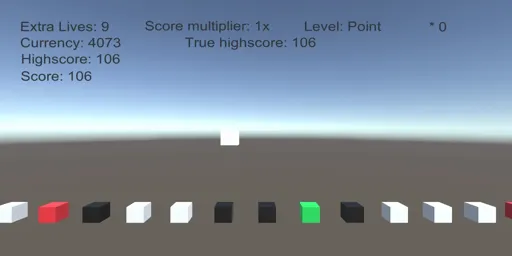 Extra Lives: 9
Score multiplier: 1x
Level: Point
* 0
Currency: 4073
True highscore: 106
Highscore: 106
Score: 106